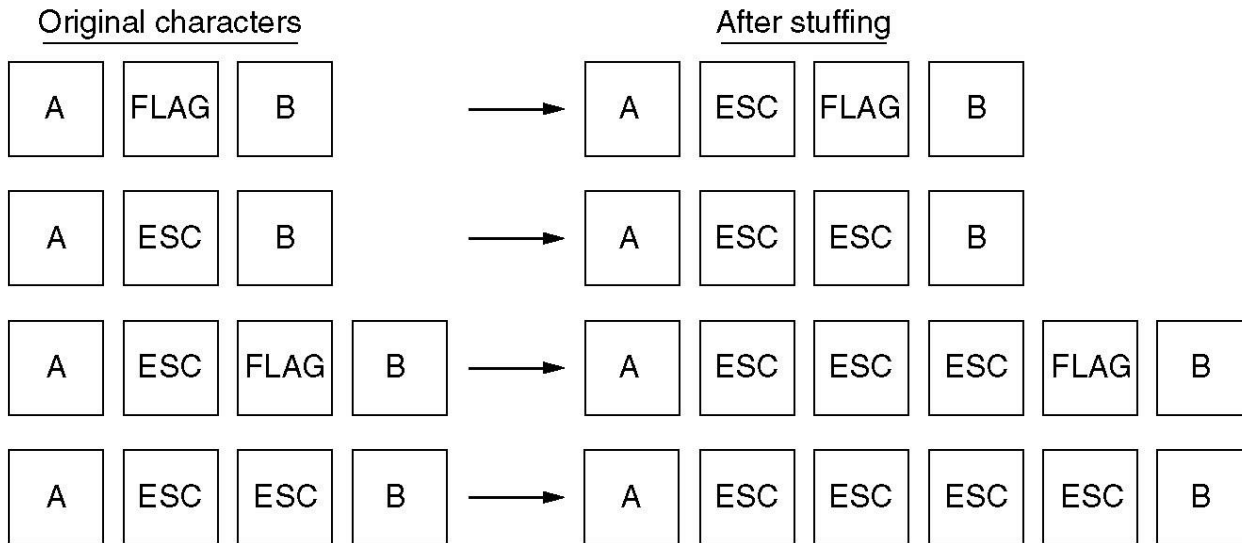 Original characters After stuffing
A FLAG B A ESC FLAG B
A ESC B A ESC ESC B
A ESC FLAG B A ESC ESC ESC FLAG B
A ESC ESC B A ESC ESC ESC ESC B